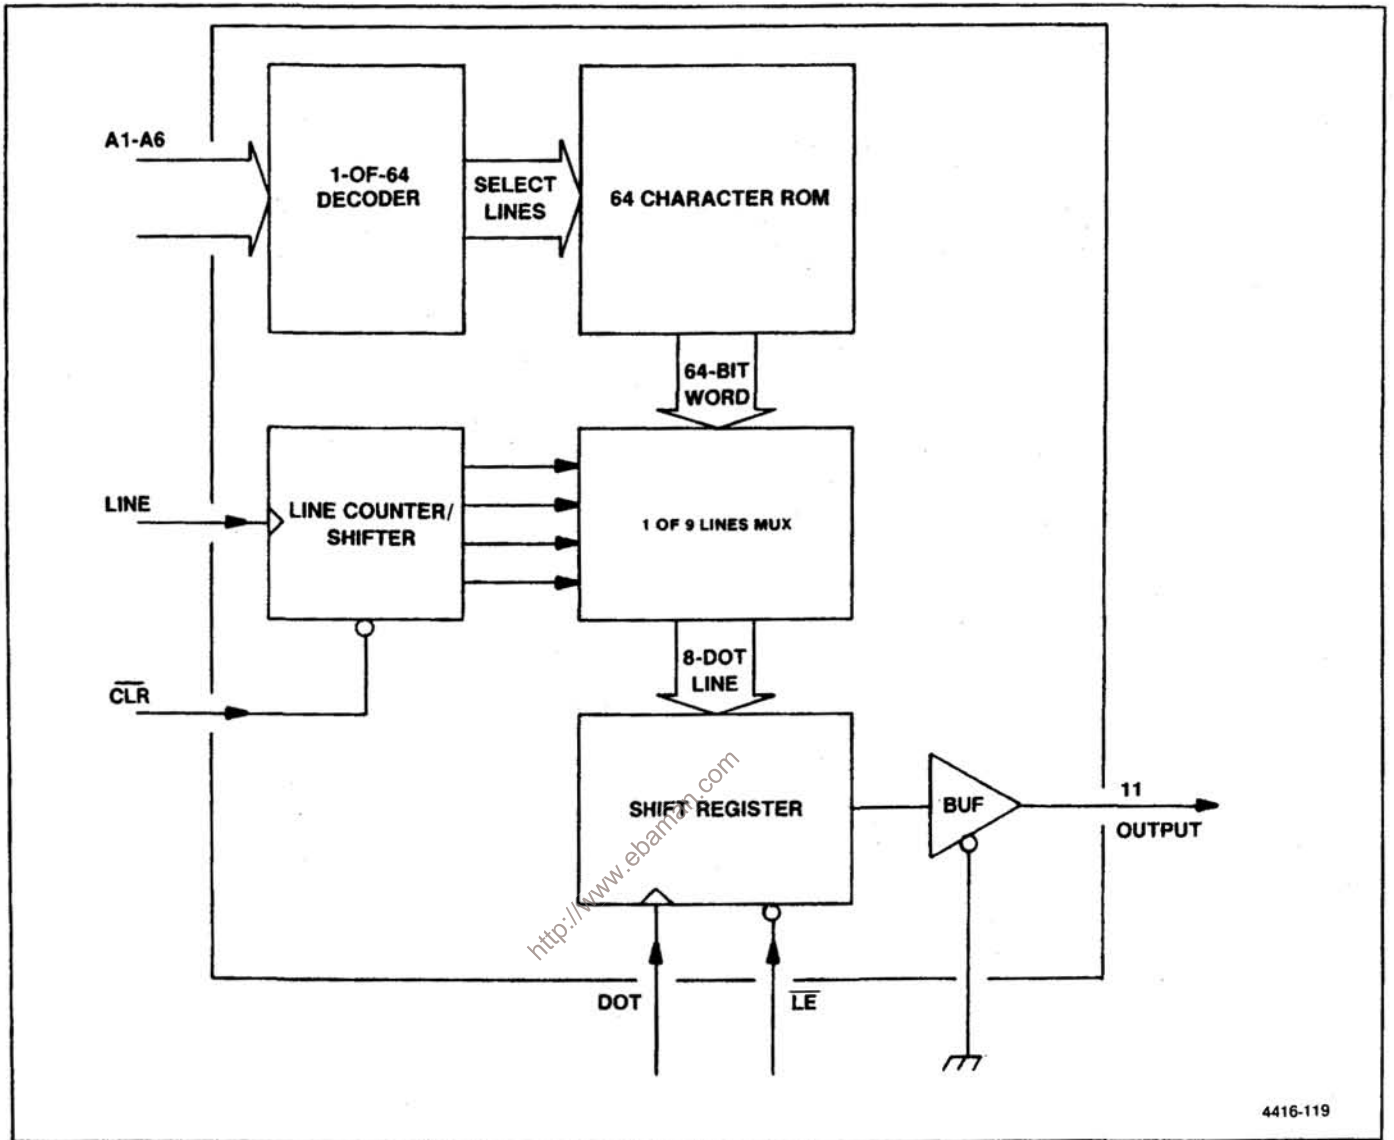 A1-A6
1-OF-64
DECODER
SELECT
LINES
64 CHARACTER ROM
64-BIT
WORD
LINE
LINE COUNTER/
SHIFTER
1 OF 9 LINES MUX
CLR
8-DOT
LINE
SHIFT REGISTER
BUF
11
OUTPUT
DOT
LE
http://www.ebaman.com
4416-119